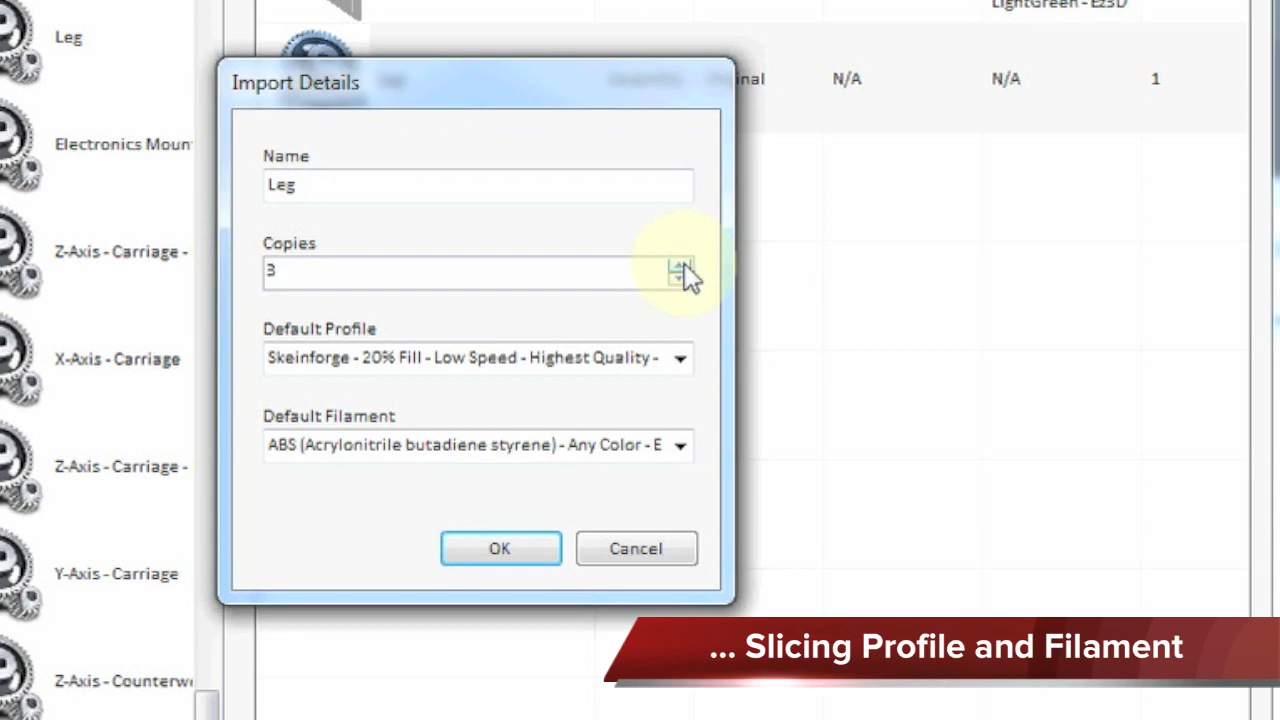 LightGreen - Ez3D
Leg
Import Details
inal
N/A
N/A
1
Name
Leg
Electronics Moun
Copies
3
Z-Axis - Carriage -
Default Profile
Skeinforge - 20% Fill - Low Speed - Highest Quality -
X-Axis - Carriage
Default Filament
ABS (Acrylonitrile butadiene styrene) - Any Color - E
Z-Axis - Carriage -
OK
Cancel
Y-Axis - Carriage
... Slicing Profile and Filament
Z-Axis - Counterw